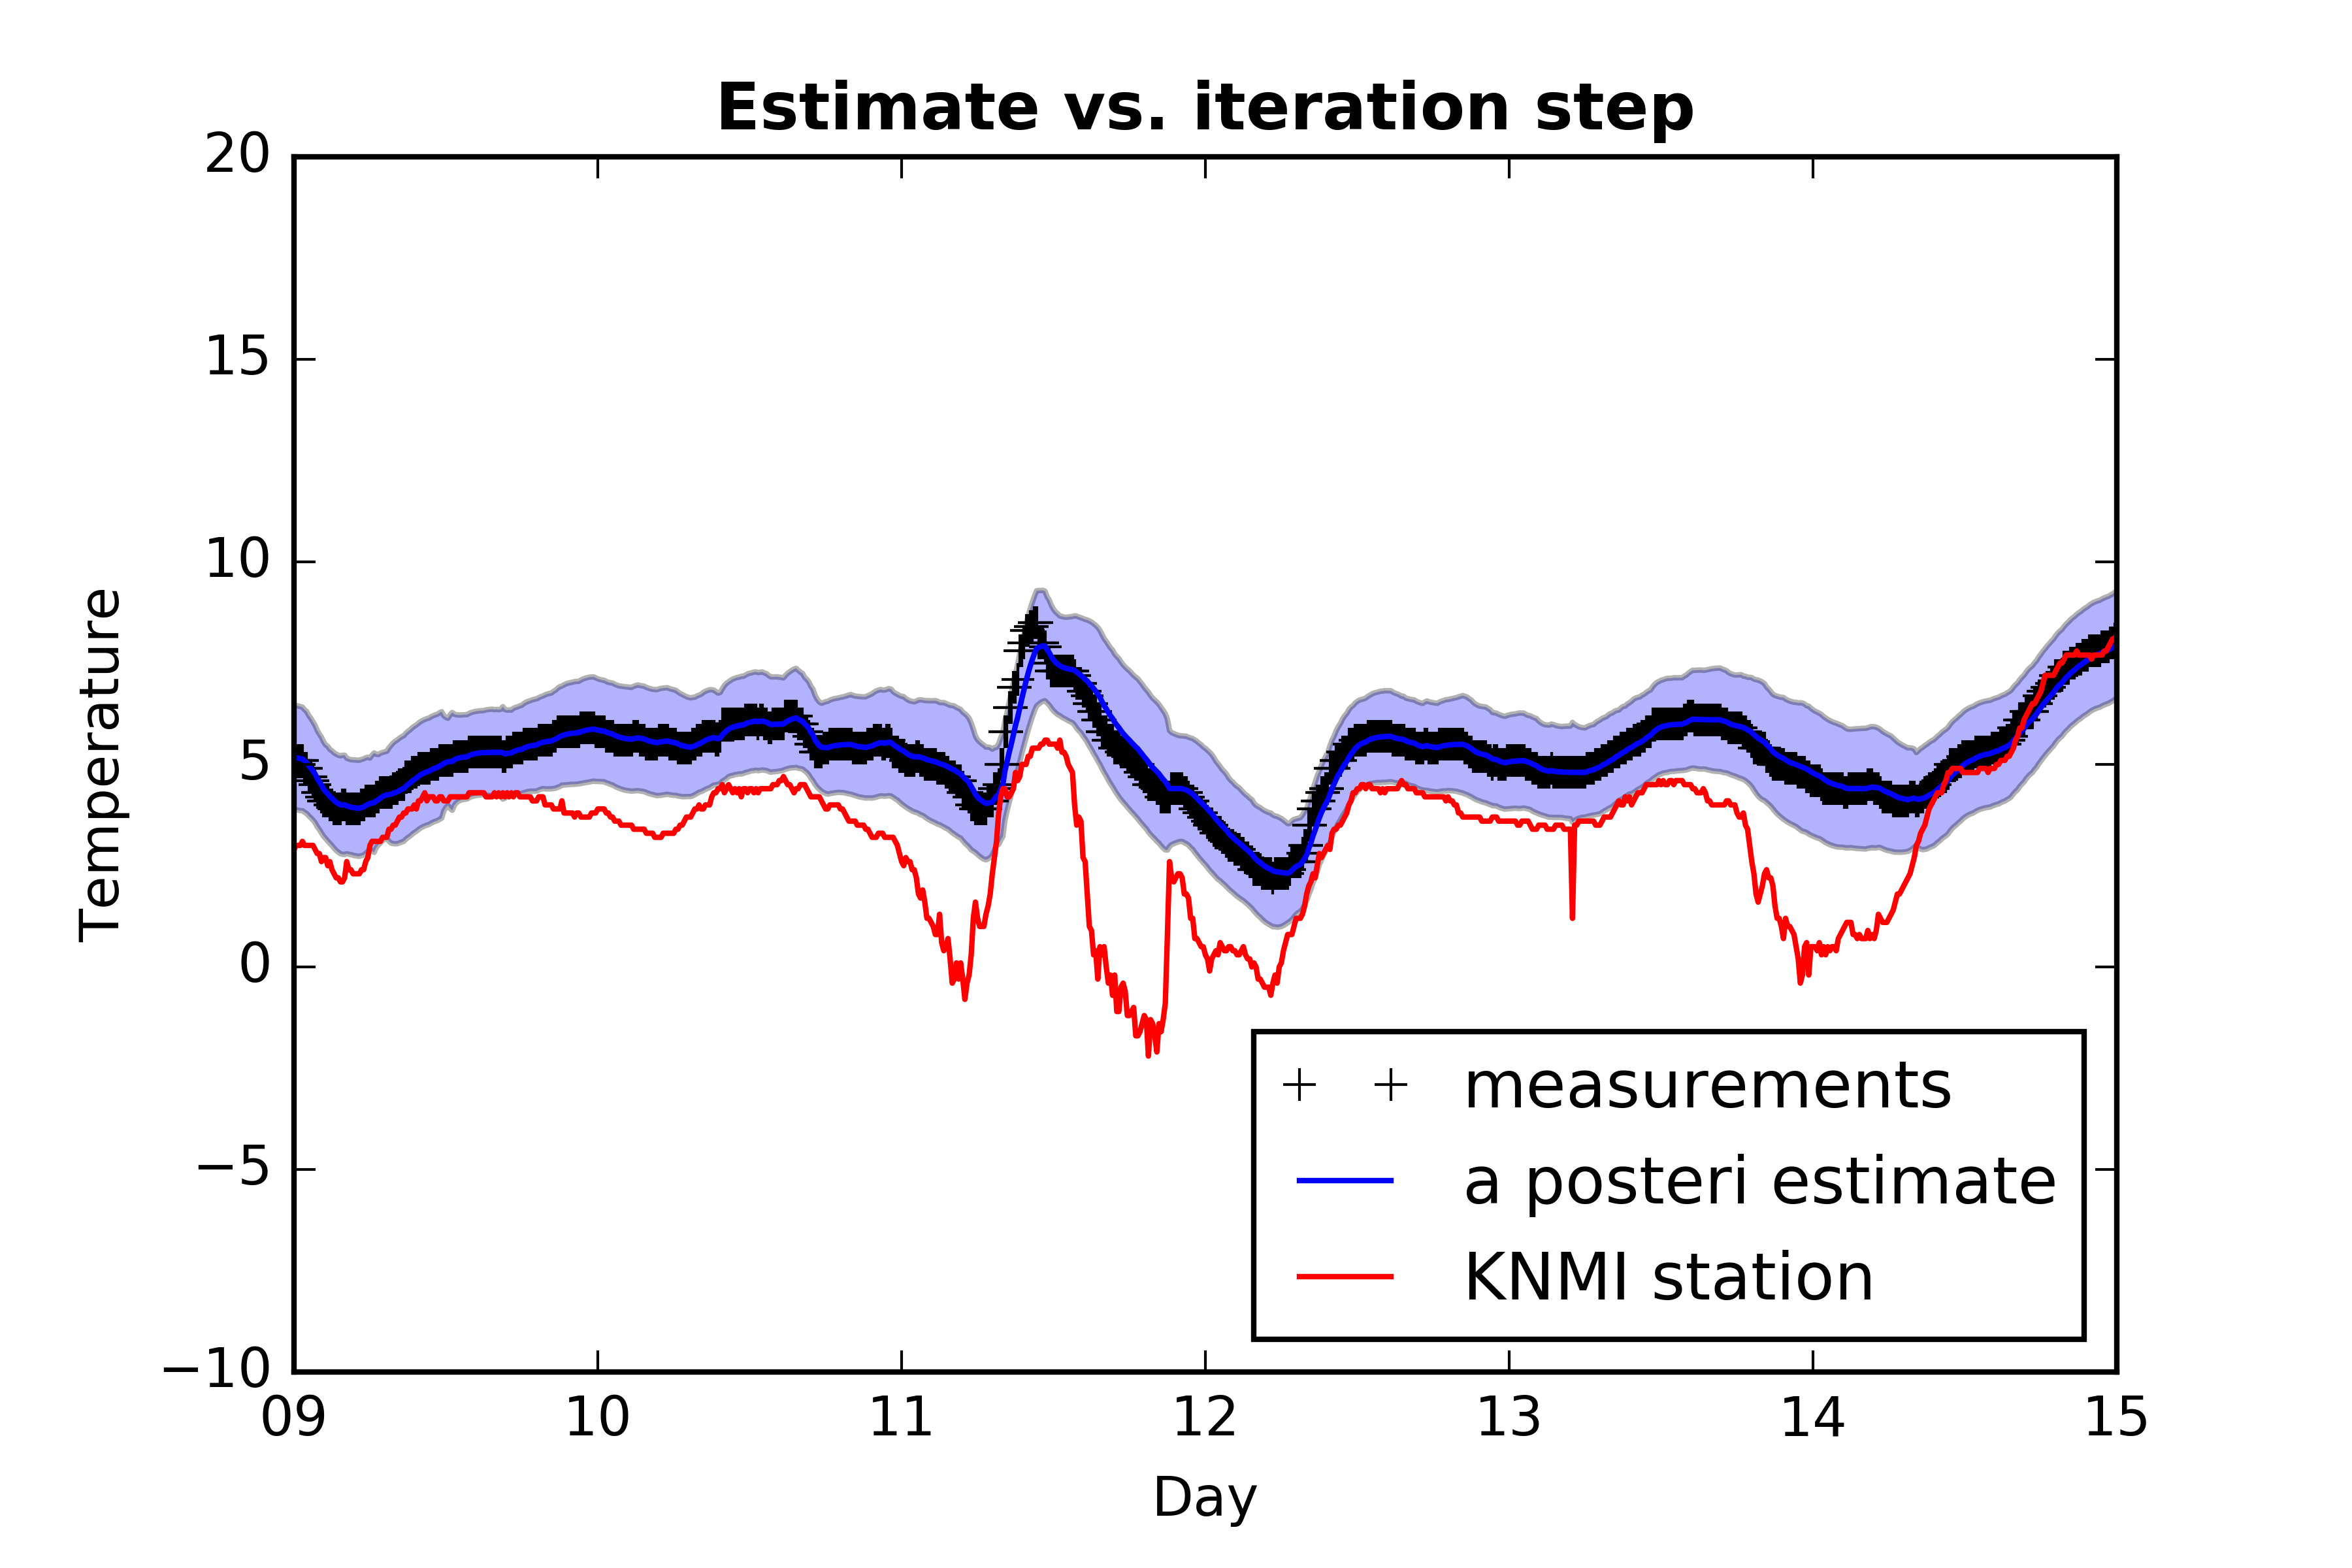 Estimate vs. iteration step
20
15
10
5
0
−5
−10
Temperature
09 10 11 12 13 14 15
Day
measurements
a posteri estimate
KNMI station